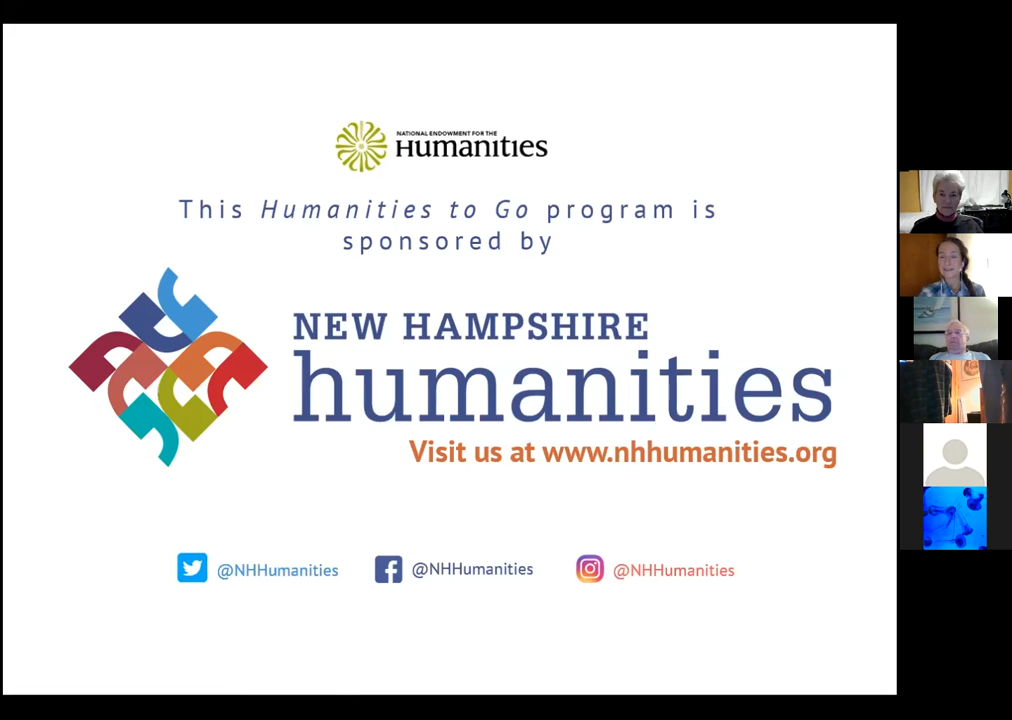 NATIONAL ENDOWMENT FOR THE
Humanities
This Humanities to Go program is
sponsored by
NEW HAMPSHIRE
humanities
Visit us at www.nhhumanities.org
@NHHumanities @NHHumanities @NHHumanities